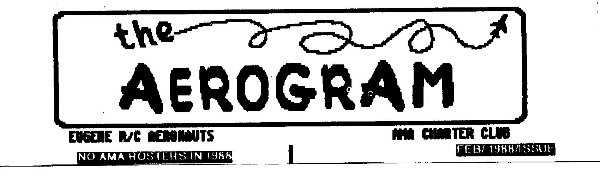 the
AEROGRAM
EUGENE R/C AERONAUTS AMA CHARTER CLUB
NO AMA ROSTERS IN 1988 FEB/ 1988/ISSUE